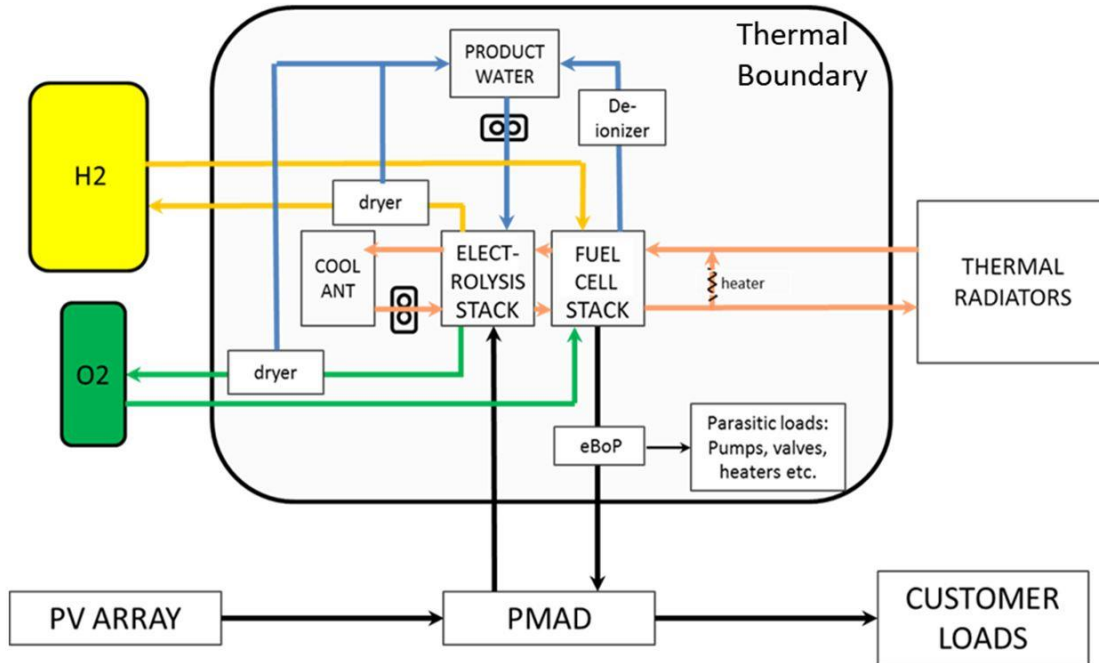 Thermal
Boundary
PRODUCT
WATER
De-
ionizer
H2
dryer
COOL
ANT
ELECT-
ROLYSIS
STACK
FUEL
CELL
STACK
heater
THERMAL
RADIATORS
O2
dryer
eBoP
Parasitic loads:
Pumps, valves,
heaters etc.
PV ARRAY
PMAD
CUSTOMER
LOADS